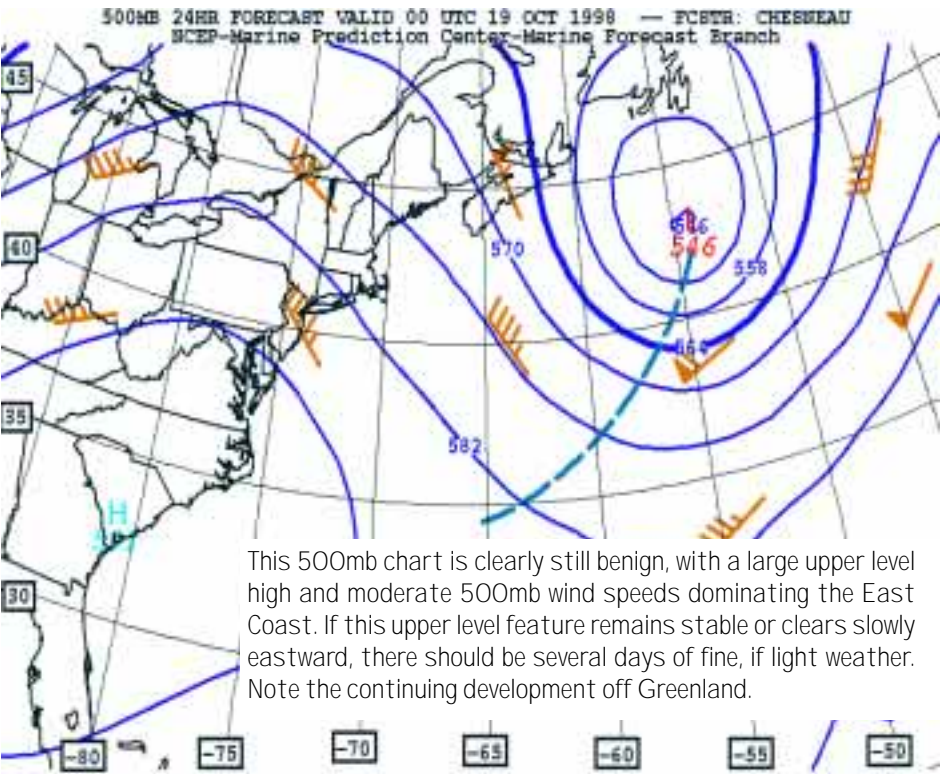 500MB 24HR FORECAST VALID 00 UTC 19 OCT 1998 -- FCSTR: CHESNEAU
NCEP-Marine Prediction Center-Marine Forecast Branch
45
40
546
570
558
564
35
582
H
30
This 500mb chart is clearly still benign, with a large upper level
high and moderate 500mb wind speeds dominating the East
Coast. If this upper level feature remains stable or clears slowly
eastward, there should be several days of fine, if light weather.
Note the continuing development off Greenland.
-80
-75
-70
-65
-60
-55
-50